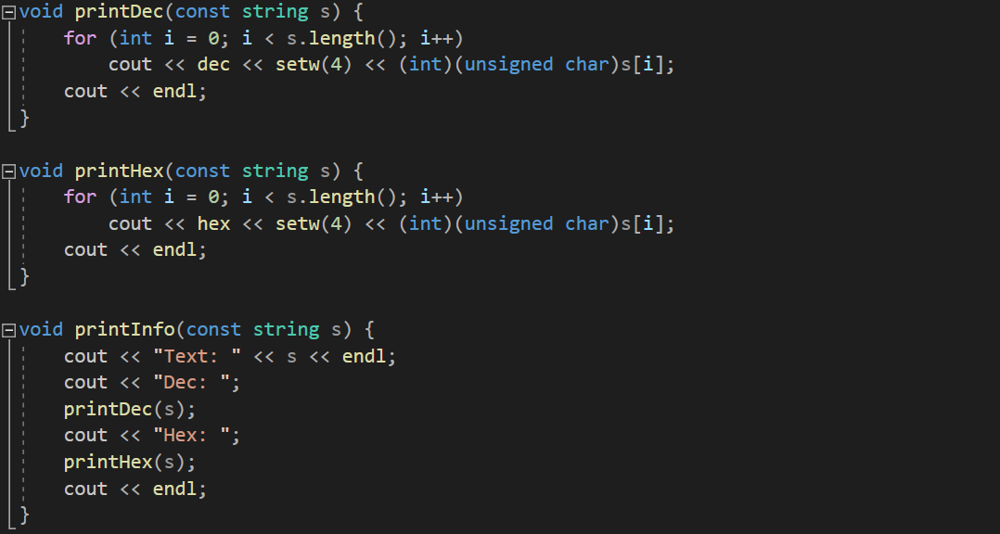 void printDec(const string s) {
    for (int i = 0; i < s.length(); i++)
        cout << dec << setw(4) << (int)(unsigned char)s[i];
    cout << endl;
}

void printHex(const string s) {
    for (int i = 0; i < s.length(); i++)
        cout << hex << setw(4) << (int)(unsigned char)s[i];
    cout << endl;
}

void printInfo(const string s) {
    cout << "Text: " << s << endl;
    cout << "Dec: ";
    printDec(s);
    cout << "Hex: ";
    printHex(s);
    cout << endl;
}